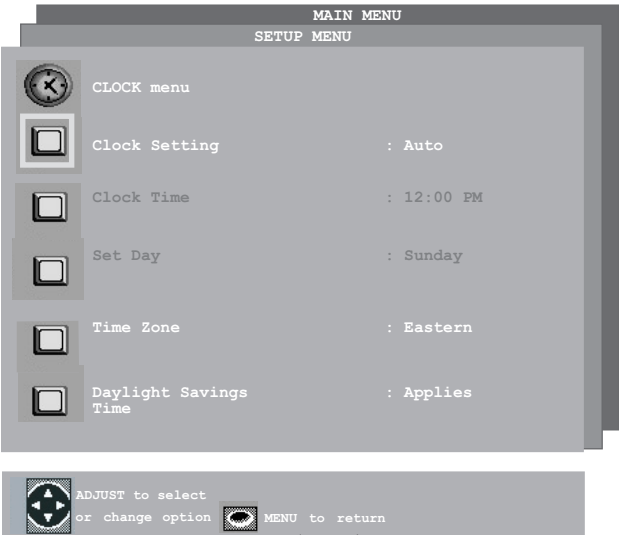 MAIN MENU
SETUP MENU
CLOCK menu
Clock Setting : Auto
Clock Time : 12:00 PM
Set Day : Sunday
Time Zone : Eastern
Daylight Savings : Applies
Time
ADJUST to select
or change option MENU to return